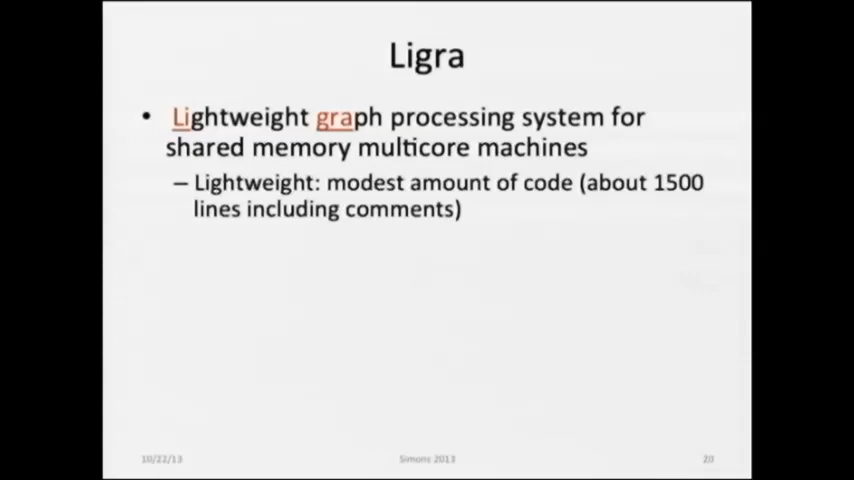 Ligra
• Lightweight graph processing system for
shared memory multicore machines
– Lightweight: modest amount of code (about 1500
lines including comments)
10/22/13 Simons 2013 20